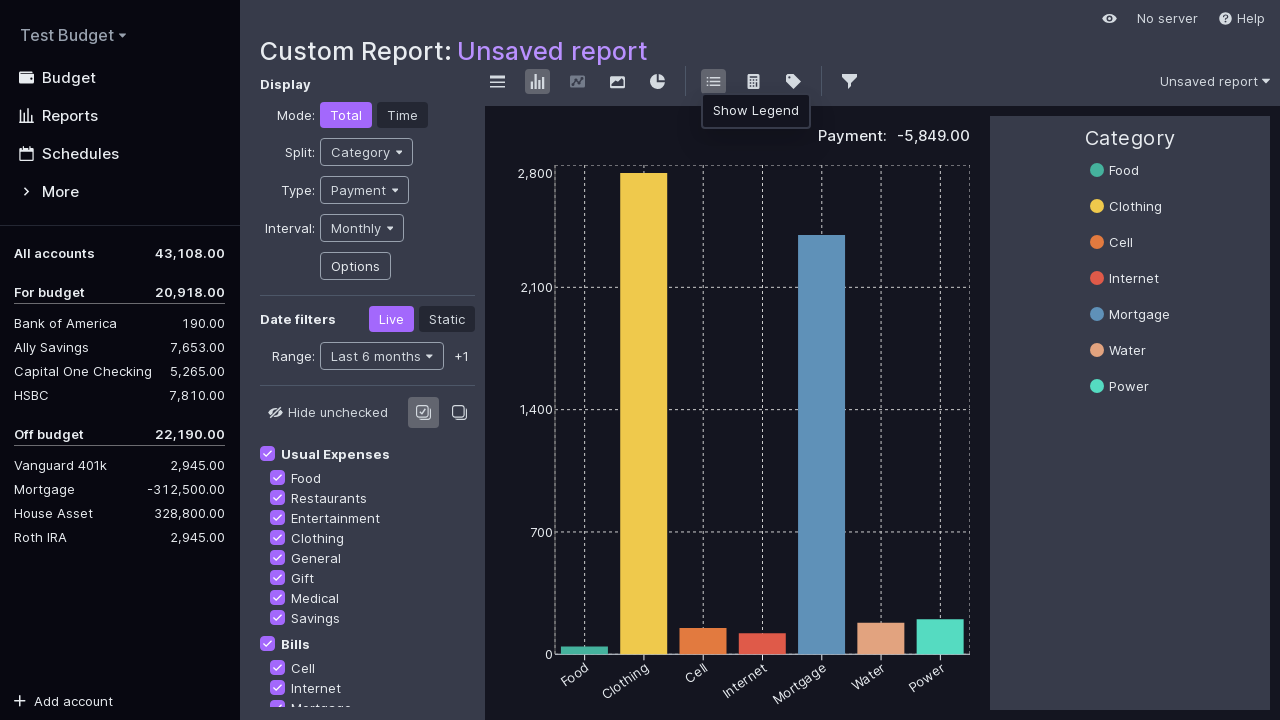 Test Budget
Budget
Reports
Schedules
More
All accounts 43,108.00
For budget 20,918.00
Bank of America 190.00
Ally Savings 7,653.00
Capital One Checking 5,265.00
HSBC 7,810.00
Off budget 22,190.00
Vanguard 401k 2,945.00
Mortgage -312,500.00
House Asset 328,800.00
Roth IRA 2,945.00
Add account
No server
Help
Custom Report: Unsaved report
Display
Mode: Total Time
Split: Category
Type: Payment
Interval: Monthly
Options
Date filters Live Static
Range: Last 6 months +1
Hide unchecked
Usual Expenses
Food
Restaurants
Entertainment
Clothing
General
Gift
Medical
Savings
Bills
Cell
Internet
Mortgage
Unsaved report
Show Legend
Payment: -5,849.00
2,800
2,100
1,400
700
0
Food
Clothing
Cell
Internet
Mortgage
Water
Power
Category
Food
Clothing
Cell
Internet
Mortgage
Water
Power